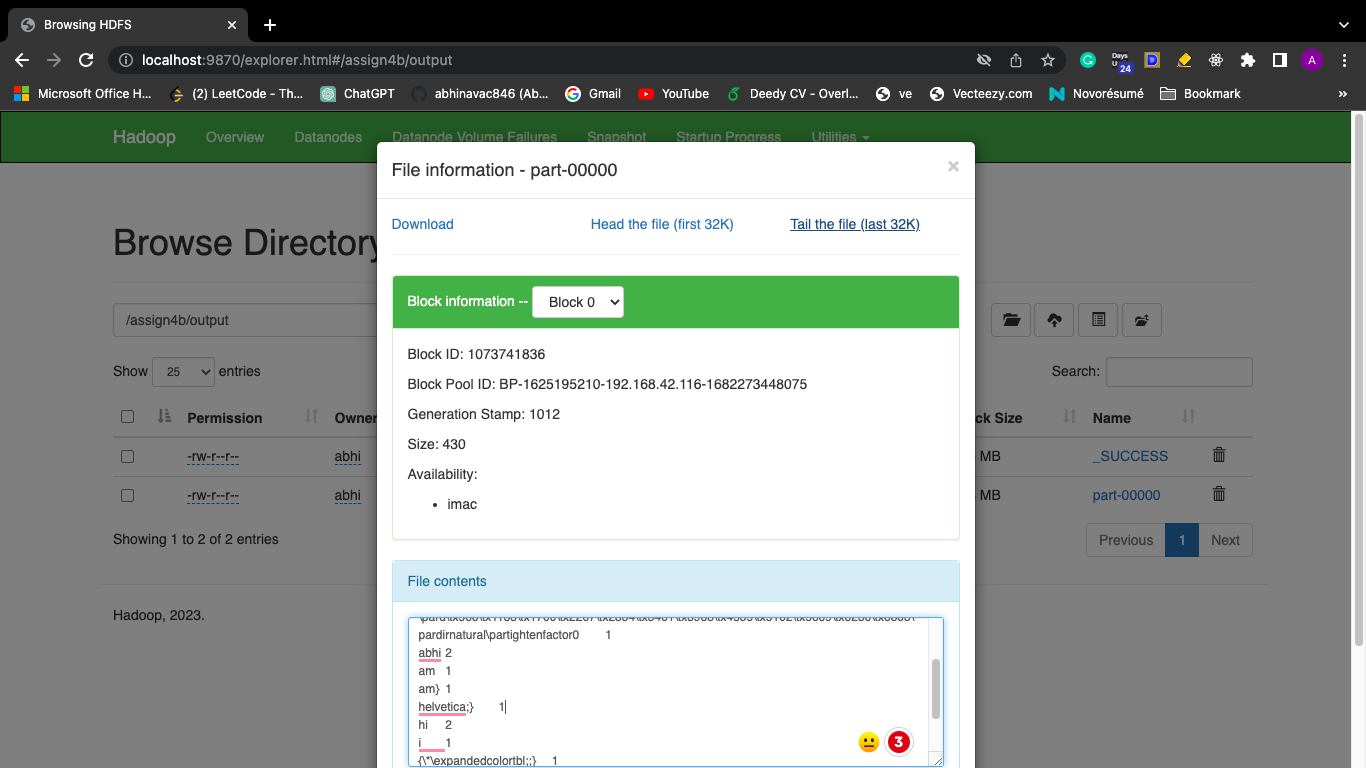 Browsing HDFS
localhost:9870/explorer.html#/assign4b/output
Days
24
A
Microsoft Office H...
(2) LeetCode - Th...
ChatGPT
abhinavac846 (Ab...
Gmail
YouTube
Deedy CV - Overl...
ve
Vecteezy.com
Novorésumé
Bookmark
»
Hadoop Overview Datanodes Datanode Volume Failures Snapshot Startup Progress Utilities
File information - part-00000
×
Download Head the file (first 32K) Tail the file (last 32K)
Browse Directory
Block information -- Block 0
/assign4b/output
Block ID: 1073741836
Show 25 entries
Search:
Block Pool ID: BP-1625195210-192.168.42.116-1682273448075
Generation Stamp: 1012
Permission Owner ck Size Name
Size: 430
-rw-r--r-- abhi MB _SUCCESS
Availability:
-rw-r--r-- abhi MB part-00000
imac
Showing 1 to 2 of 2 entries
Previous 1 Next
File contents
Hadoop, 2023.
pardirnatural\partightenfactor0 1
abhi 2
am 1
am} 1
helvetica;} 1
hi 2
i 1
{\*\expandedcolortbl;;} 1
3